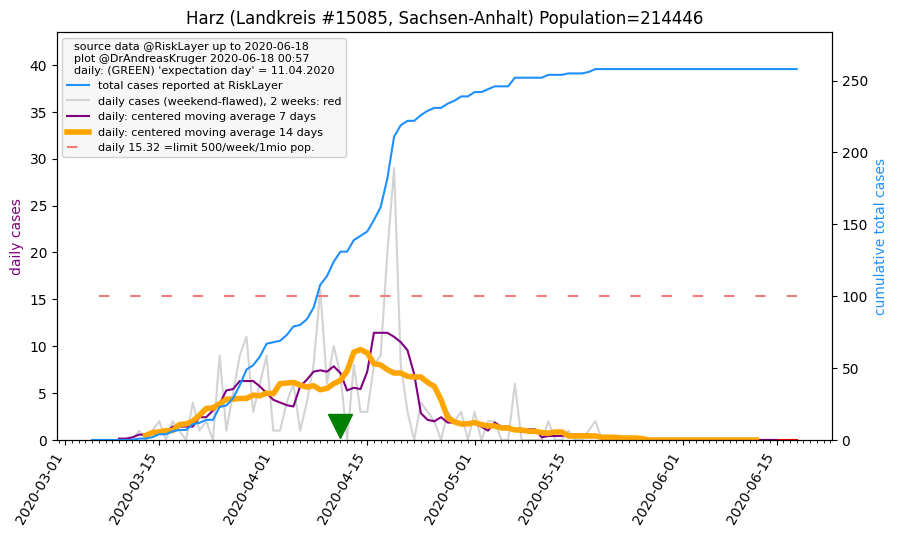 Harz (Landkreis #15085, Sachsen-Anhalt) Population=214446
source data @RiskLayer up to 2020-06-18
plot @DrAndreasKruger 2020-06-18 00:57
daily: (GREEN) 'expectation day' = 11.04.2020
total cases reported at RiskLayer
daily cases (weekend-flawed), 2 weeks: red
daily: centered moving average 7 days
daily: centered moving average 14 days
daily 15.32 =limit 500/week/1mio pop.
daily cases
40
35
30
25
20
15
10
5
0
cumulative total cases
250
200
150
100
50
0
2020-03-01
2020-03-15
2020-04-01
2020-04-15
2020-05-01
2020-05-15
2020-06-01
2020-06-15